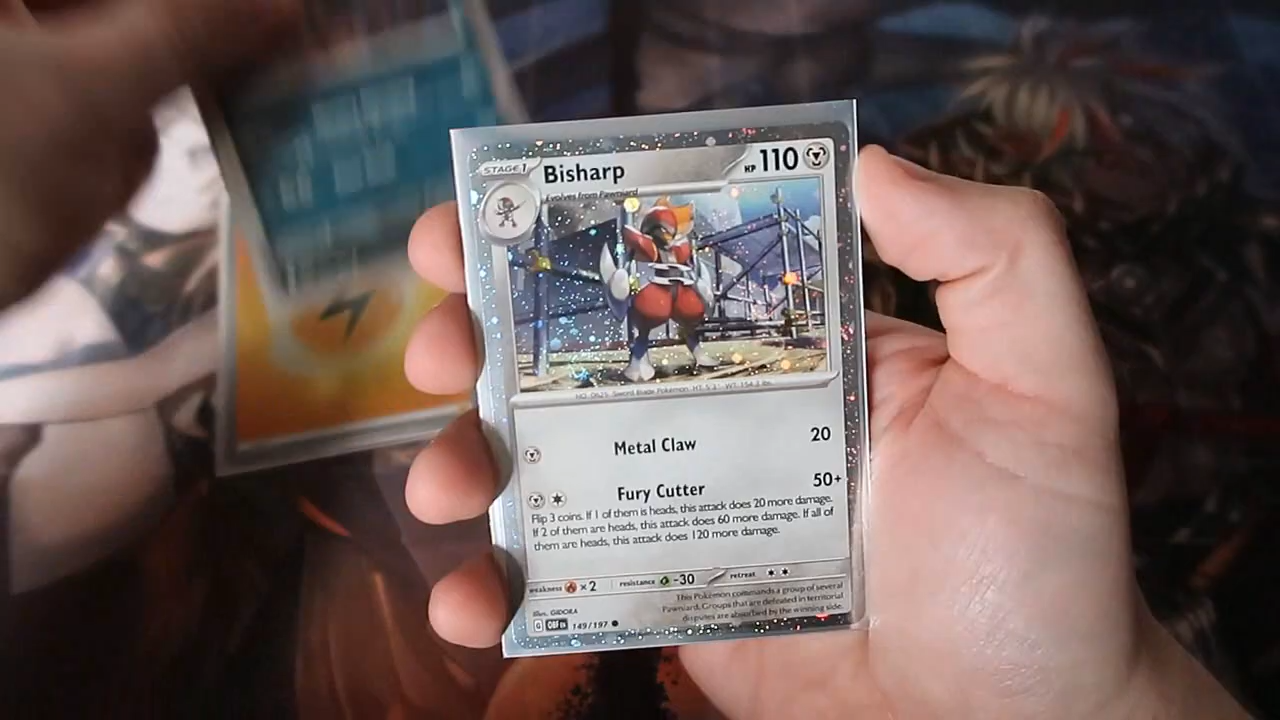 STAGE 1
Bisharp
HP 110
Evolves from Pawniard
NO. 0625 Sword Blade Pokémon HT: 5'3" WT: 154.3 lbs.
Metal Claw 20
Fury Cutter 50+
Flip 3 coins. If 1 of them is heads, this attack does 20 more damage.
If 2 of them are heads, this attack does 60 more damage. If all of
them are heads, this attack does 120 more damage.
weakness ×2 resistance -30 retreat
This Pokémon commands a group of several
Pawniard. Groups that are defeated in territorial
disputes are absorbed by the winning side.
Illus. GIDORA
G OBF EN 149/197